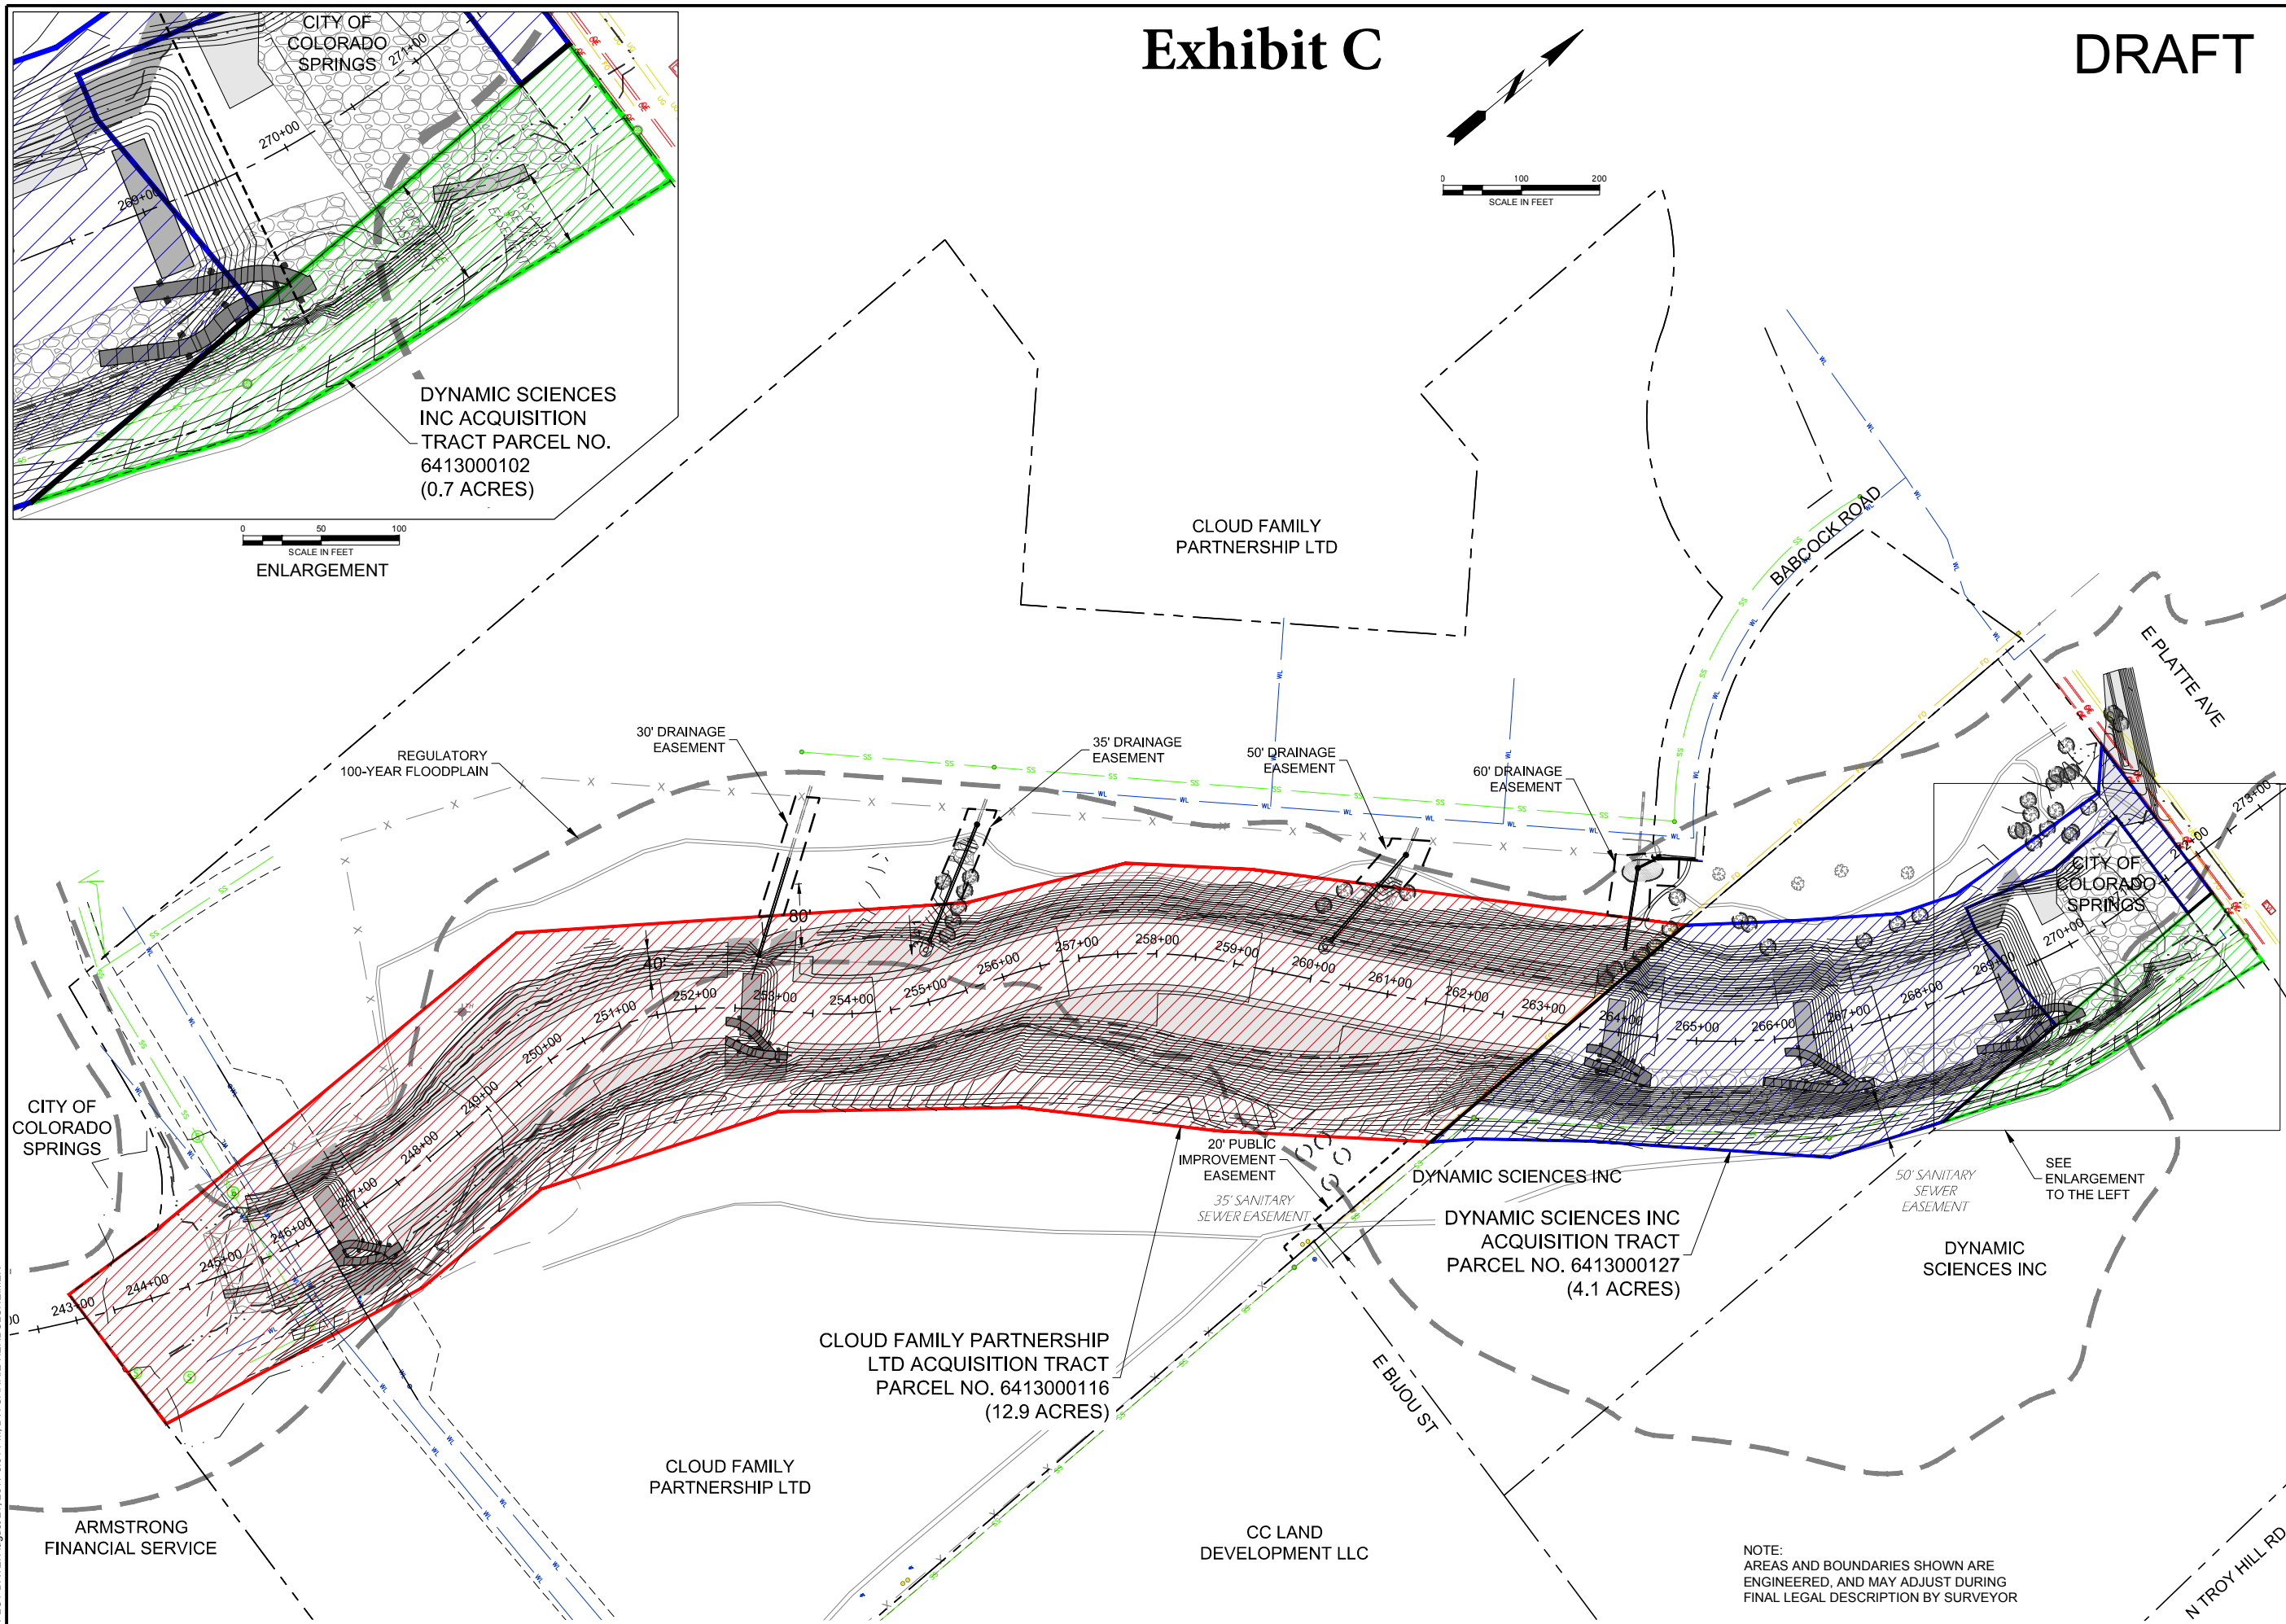 Exhibit C
DRAFT
CITY OF
COLORADO
SPRINGS
271+00
270+00
269+00
50' SANITARY
SEWER
EASEMENT
DYNAMIC SCIENCES
INC ACQUISITION
TRACT PARCEL NO.
6413000102
(0.7 ACRES)
0 50 100
SCALE IN FEET
ENLARGEMENT
N
0 100 200
SCALE IN FEET
CLOUD FAMILY
PARTNERSHIP LTD
BABCOCK ROAD
E PLATTE AVE
REGULATORY
100-YEAR FLOODPLAIN
30' DRAINAGE
EASEMENT
35' DRAINAGE
EASEMENT
50' DRAINAGE
EASEMENT
60' DRAINAGE
EASEMENT
80'
40'
CITY OF
COLORADO
SPRINGS
243+00
244+00
245+00
246+00
247+00
248+00
249+00
250+00
251+00
252+00
253+00
254+00
255+00
256+00
257+00
258+00
259+00
260+00
261+00
262+00
263+00
264+00
265+00
266+00
267+00
268+00
269+00
270+00
271+00
272+00
273+00
CITY OF
COLORADO
SPRINGS
20' PUBLIC
IMPROVEMENT
EASEMENT
35' SANITARY
SEWER EASEMENT
DYNAMIC SCIENCES INC
DYNAMIC SCIENCES INC
ACQUISITION TRACT
PARCEL NO. 6413000127
(4.1 ACRES)
50' SANITARY
SEWER
EASEMENT
SEE
ENLARGEMENT
TO THE LEFT
DYNAMIC
SCIENCES INC
CLOUD FAMILY PARTNERSHIP
LTD ACQUISITION TRACT
PARCEL NO. 6413000116
(12.9 ACRES)
E BIJOU ST
CLOUD FAMILY
PARTNERSHIP LTD
ARMSTRONG
FINANCIAL SERVICE
CC LAND
DEVELOPMENT LLC
NOTE:
AREAS AND BOUNDARIES SHOWN ARE
ENGINEERED, AND MAY ADJUST DURING
FINAL LEGAL DESCRIPTION BY SURVEYOR
N TROY HILL RD